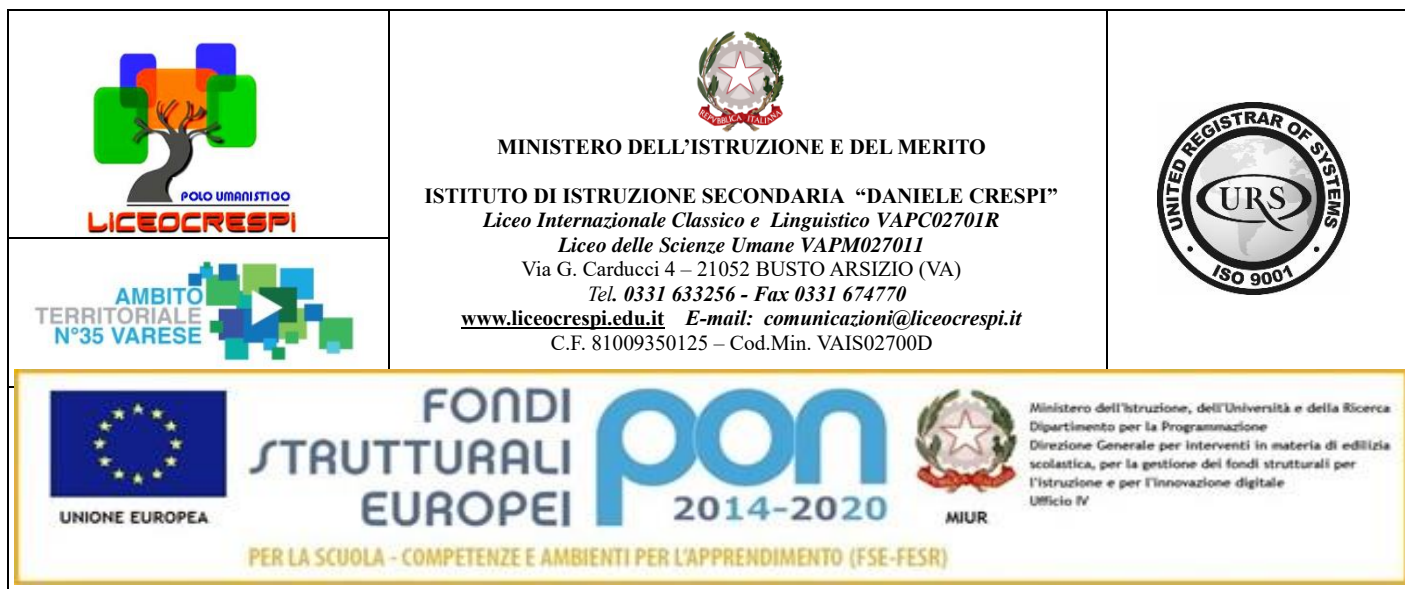 POLO UMANISTICO
LICEOCRESPI
AMBITO
TERRITORIALE
N°35 VARESE
REPVBBLICA ITALIANA
MINISTERO DELL’ISTRUZIONE E DEL MERITO
ISTITUTO DI ISTRUZIONE SECONDARIA “DANIELE CRESPI”
Liceo Internazionale Classico e Linguistico VAPC02701R
Liceo delle Scienze Umane VAPM027011
Via G. Carducci 4 – 21052 BUSTO ARSIZIO (VA)
Tel. 0331 633256 - Fax 0331 674770
www.liceocrespi.edu.it E-mail: comunicazioni@liceocrespi.it
C.F. 81009350125 – Cod.Min. VAIS02700D
UNITED REGISTRAR OF SYSTEMS
URS
ISO 9001
UNIONE EUROPEA
FONDI
STRUTTURALI
EUROPEI
pon
2014-2020
MIUR
Ministero dell'Istruzione, dell'Università e della Ricerca
Dipartimento per la Programmazione
Direzione Generale per interventi in materia di edilizia
scolastica, per la gestione dei fondi strutturali per
l'istruzione e per l'innovazione digitale
Ufficio IV
PER LA SCUOLA - COMPETENZE E AMBIENTI PER L'APPRENDIMENTO (FSE-FESR)